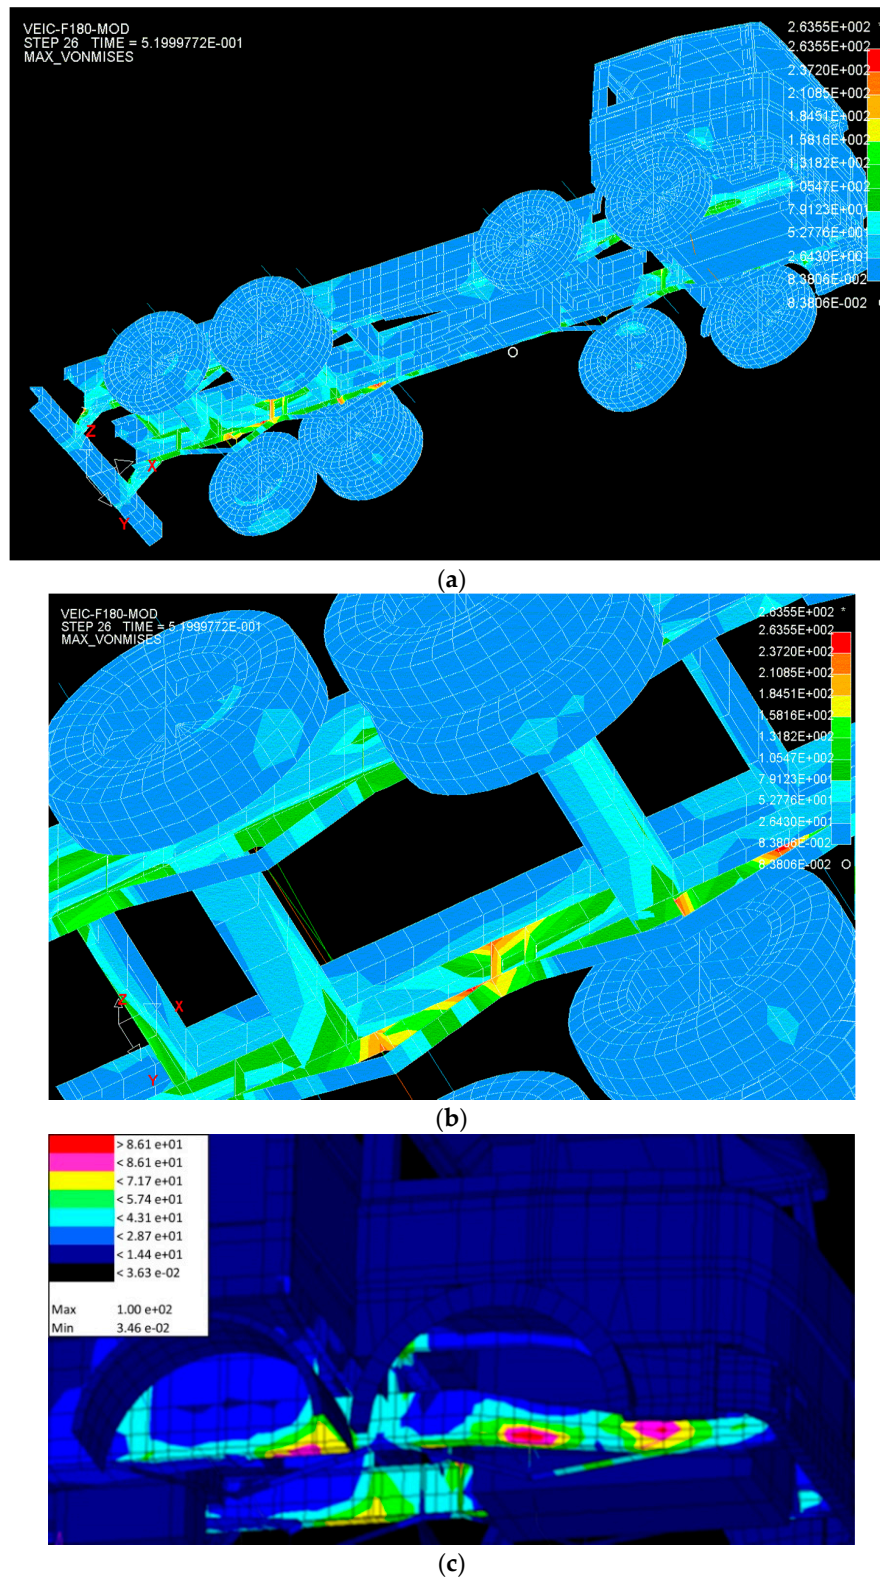 VEIC-F180-MOD
STEP 26 TIME = 5.1999772E-001
MAX_VONMISES
2.6355E+002 *
2.6355E+002
2.3720E+002
2.1085E+002
1.8451E+002
1.5816E+002
1.3182E+002
1.0547E+002
7.9123E+001
5.2776E+001
2.6430E+001
8.3806E-002
8.3806E-002 O
O
Z
X
Y
(a)
VEIC-F180-MOD
STEP 26 TIME = 5.1999772E-001
MAX_VONMISES
2.6355E+002 *
2.6355E+002
2.3720E+002
2.1085E+002
1.8451E+002
1.5816E+002
1.3182E+002
1.0547E+002
7.9123E+001
5.2776E+001
2.6430E+001
8.3806E-002
8.3806E-002 O
Z
X
Y
(b)
> 8.61 e+01
< 8.61 e+01
< 7.17 e+01
< 5.74 e+01
< 4.31 e+01
< 2.87 e+01
< 1.44 e+01
< 3.63 e-02
Max 1.00 e+02
Min 3.46 e-02
(c)